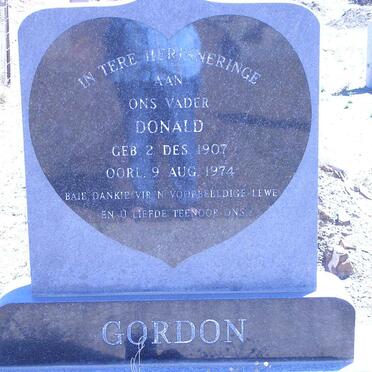 IN TERE HERINNERINGE
AAN
ONS VADER
DONALD
GEB. 2 DES. 1907
OORL. 9 AUG. 1974
BAIE DANKIE VIR 'N VOORBEELDIGE LEWE
EN U LIEFDE TEENOOR ONS
GORDON